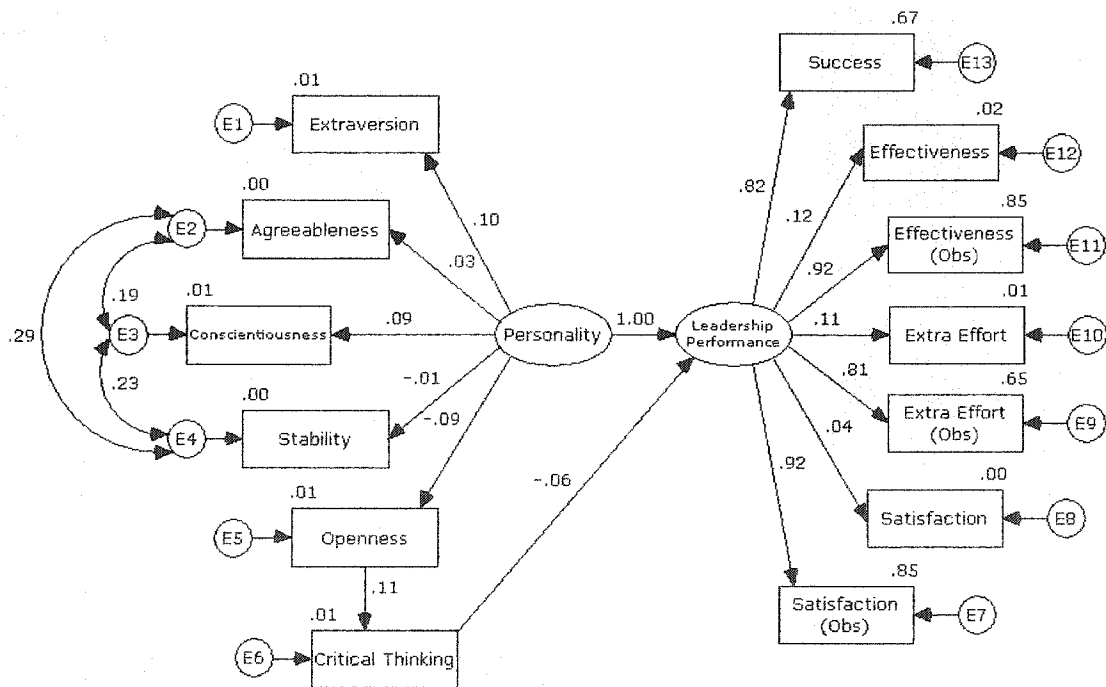 .67
Success
E13
.01
E1
Extraversion
.02
Effectiveness
E12
.82
.00
E2
Agreeableness
.10
.12
.85
Effectiveness
(Obs)
E11
.03
.92
.19
.01
.29
E3
Conscientiousness
.09
Personality
1.00
Leadership
Performance
.11
.01
Extra Effort
E10
.23
-.01
.81
.65
.00
-.09
Extra Effort
(Obs)
E9
E4
Stability
.04
.92
-.06
.00
.01
Satisfaction
E8
E5
Openness
.11
.85
.01
Satisfaction
(Obs)
E7
E6
Critical Thinking